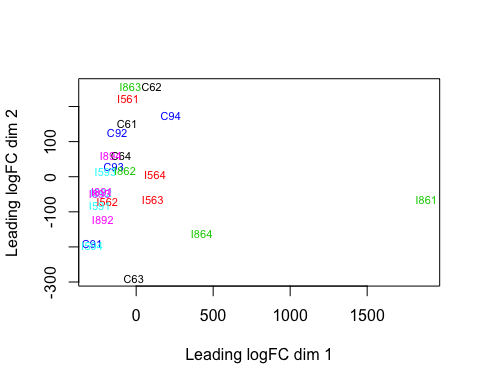 I863
C62
I561
C94
C61
C92
C64
C93
I862
I564
I891
I562
I563
I861
I892
I864
C91
C63
100
0
-100
-300
0
500
1000
1500
Leading logFC dim 2
Leading logFC dim 1